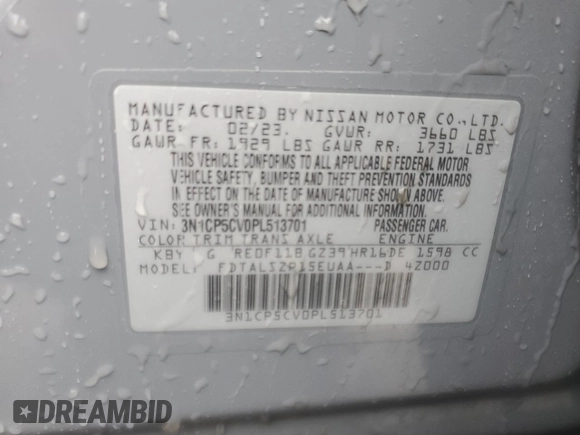 MANUFACTURED BY NISSAN MOTOR CO.,LTD.
DATE: 02/23. GVWR: 3660 LBS
GAWR FR: 1929 LBS GAWR RR: 1731 LBS
THIS VEHICLE CONFORMS TO ALL APPLICABLE FEDERAL MOTOR
VEHICLE SAFETY, BUMPER AND THEFT PREVENTION STANDARDS
IN EFFECT ON THE DATE OF MANUFACTURE SHOWN ABOVE.
SEE OWNER'S MANUAL FOR ADDITIONAL INFORMATION.
VIN: 3N1CP5CV0PL513701 PASSENGER CAR.
COLOR TRIM TRANS AXLE ENGINE
KBY G RE0F11B GZ39 HR16DE 1598 CC
MODEL: D 4Z000
3N1CP5CV0PL513701
DREAMBID